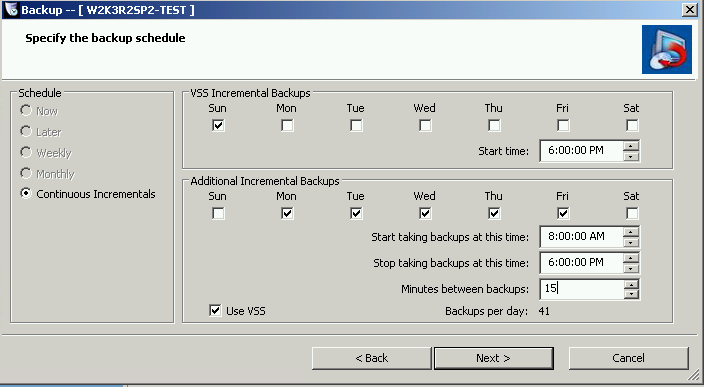 Backup -- [ W2K3R2SP2-TEST ]
Specify the backup schedule
Schedule
Now
Later
Weekly
Monthly
Continuous Incrementals
VSS Incremental Backups
Sun Mon Tue Wed Thu Fri Sat
Start time: 6:00:00 PM
Additional Incremental Backups
Sun Mon Tue Wed Thu Fri Sat
Start taking backups at this time: 8:00:00 AM
Stop taking backups at this time: 6:00:00 PM
Minutes between backups: 15
Use VSS Backups per day: 41
< Back Next > Cancel